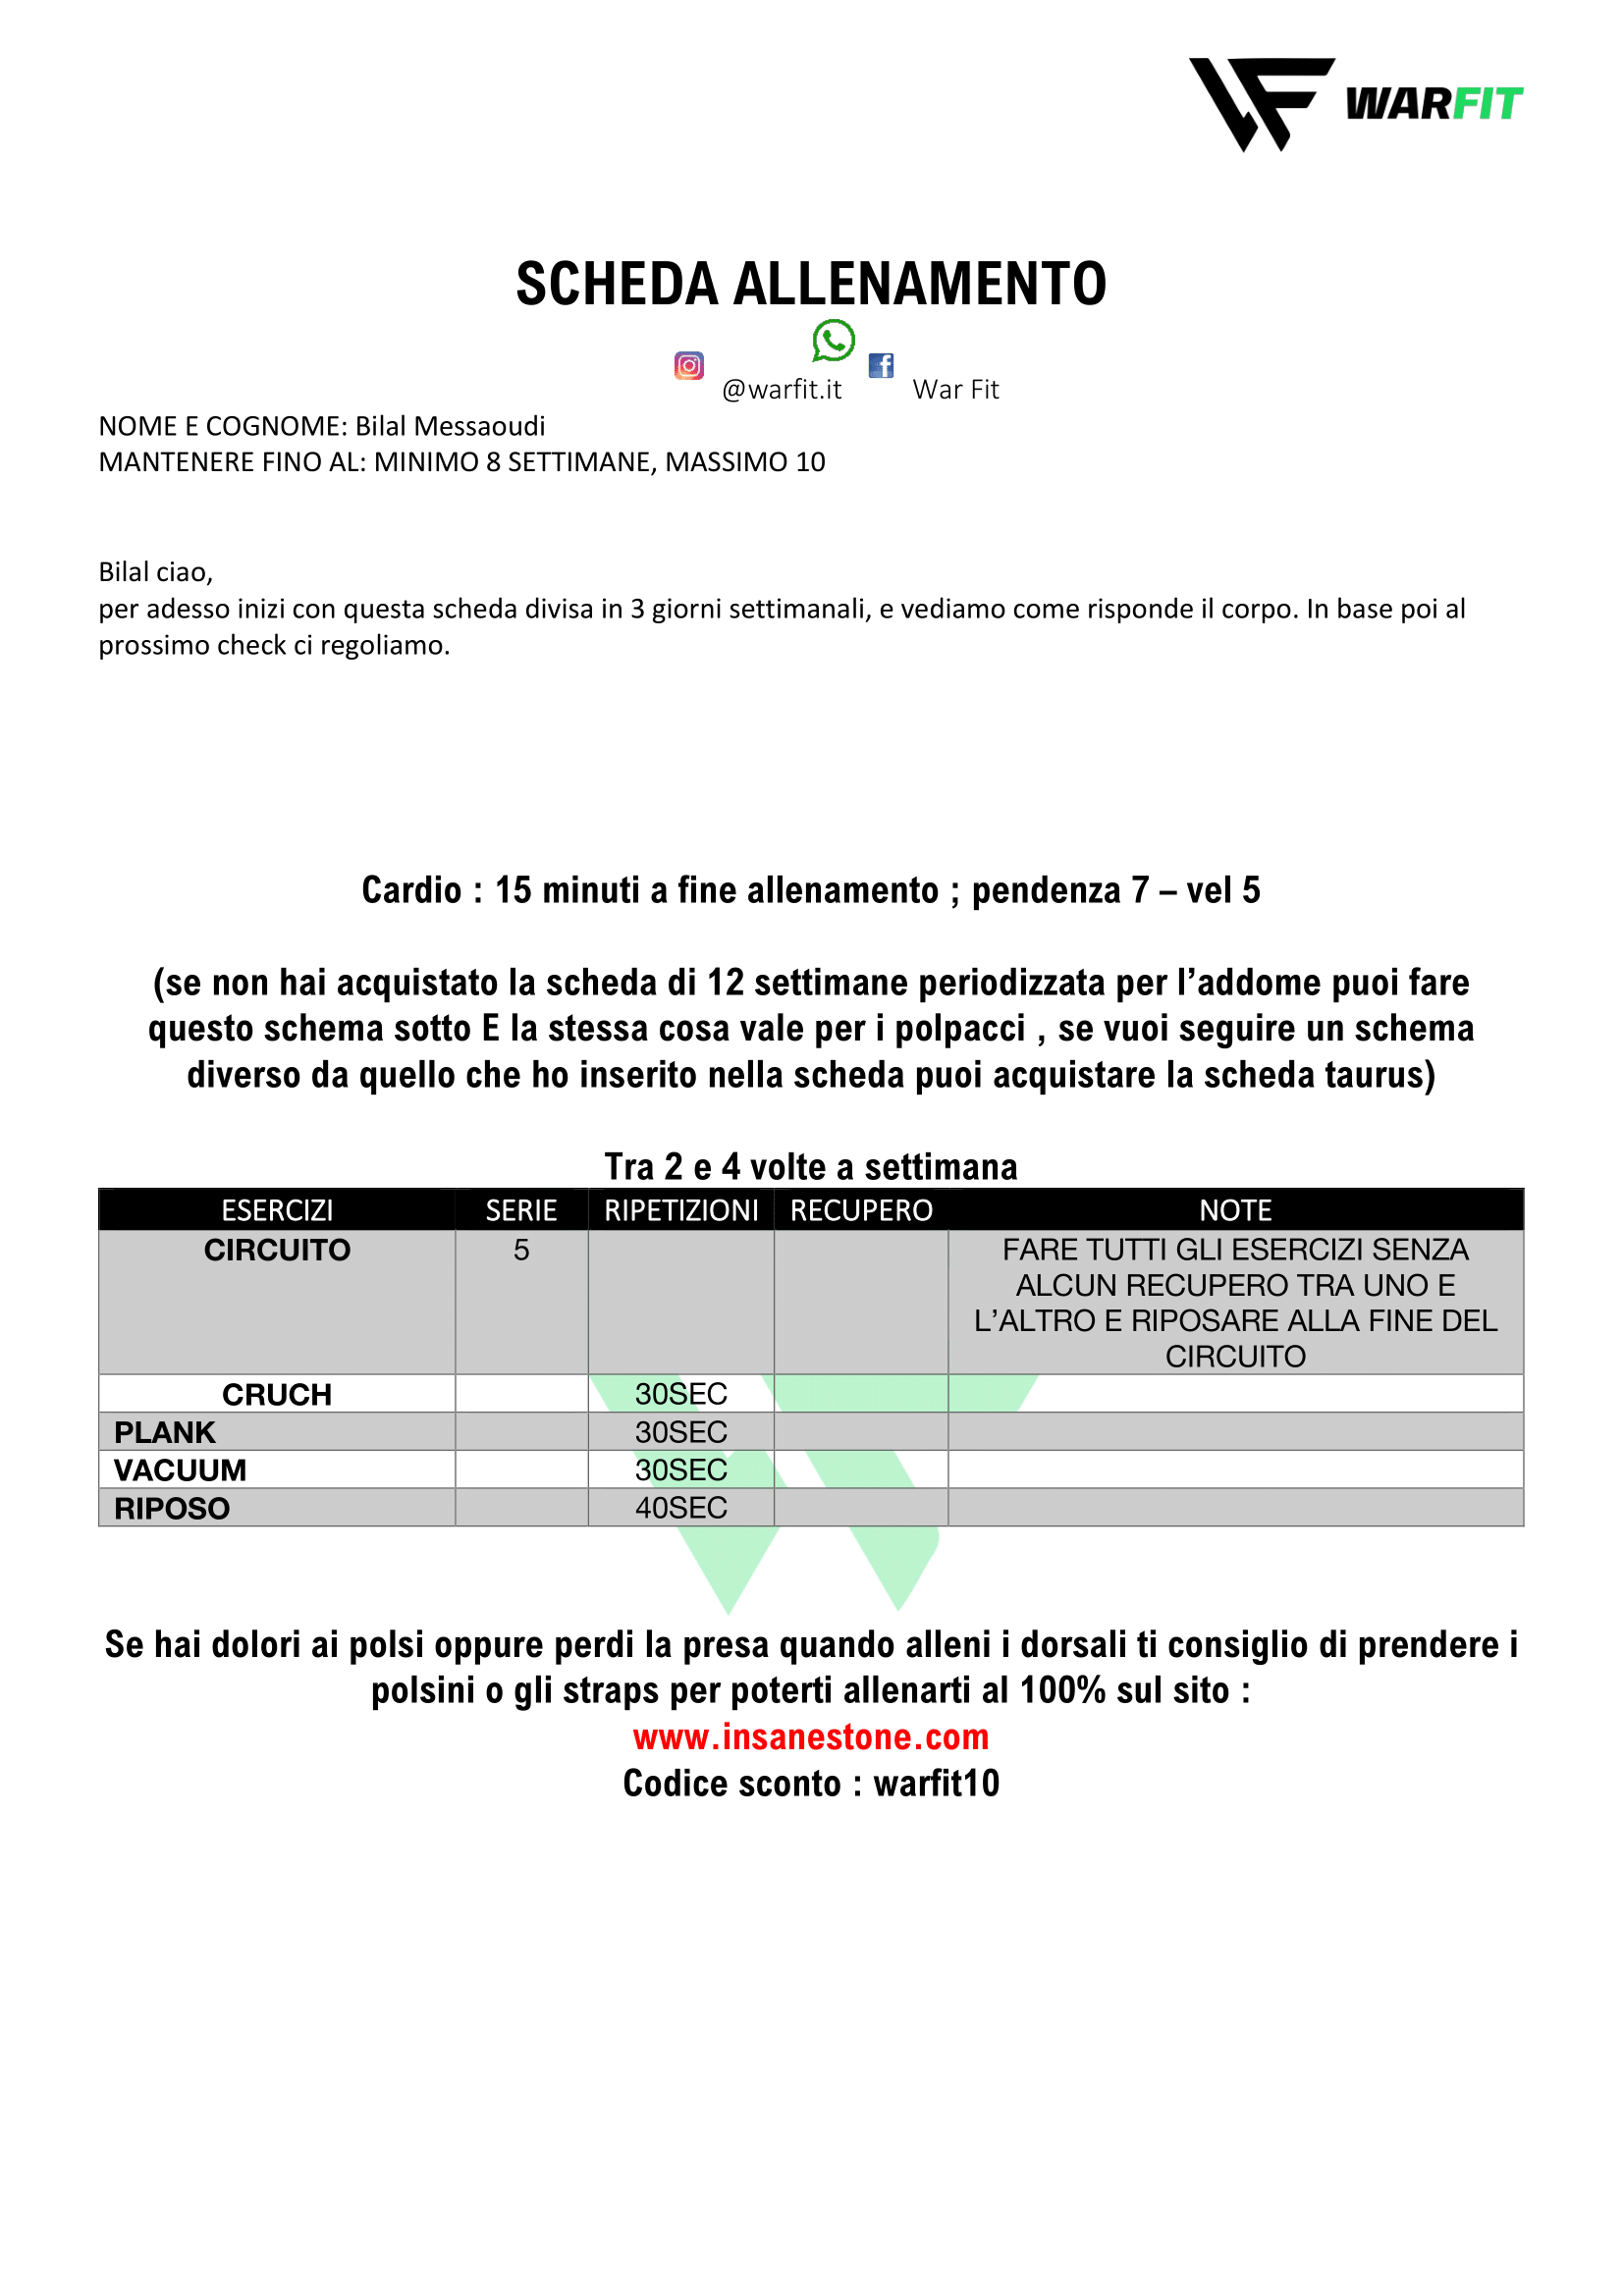 WARFIT
SCHEDA ALLENAMENTO
@warfit.it War Fit
NOME E COGNOME: Bilal Messaoudi
MANTENERE FINO AL: MINIMO 8 SETTIMANE, MASSIMO 10
Bilal ciao,
per adesso inizi con questa scheda divisa in 3 giorni settimanali, e vediamo come risponde il corpo. In base poi al
prossimo check ci regoliamo.
Cardio : 15 minuti a fine allenamento ; pendenza 7 – vel 5
(se non hai acquistato la scheda di 12 settimane periodizzata per l’addome puoi fare
questo schema sotto E la stessa cosa vale per i polpacci , se vuoi seguire un schema
diverso da quello che ho inserito nella scheda puoi acquistare la scheda taurus)
Tra 2 e 4 volte a settimana
ESERCIZI SERIE RIPETIZIONI RECUPERO NOTE
CIRCUITO 5 FARE TUTTI GLI ESERCIZI SENZA
ALCUN RECUPERO TRA UNO E
L’ALTRO E RIPOSARE ALLA FINE DEL
CIRCUITO
CRUCH 30SEC
PLANK 30SEC
VACUUM 30SEC
RIPOSO 40SEC
Se hai dolori ai polsi oppure perdi la presa quando alleni i dorsali ti consiglio di prendere i
polsini o gli straps per poterti allenarti al 100% sul sito :
www.insanestone.com
Codice sconto : warfit10